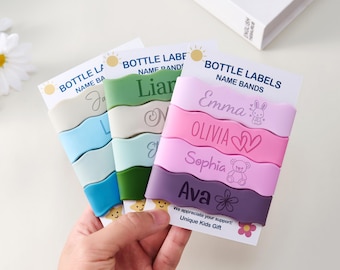 BOTTLE LABELS
NAME BANDS
BOTTLE LABELS
NAME BANDS
Liam
BOTTLE LABELS
NAME BANDS
Emma
OLIVIA
Sophia
Ava
We appreciate your support!
Unique Kids Gift